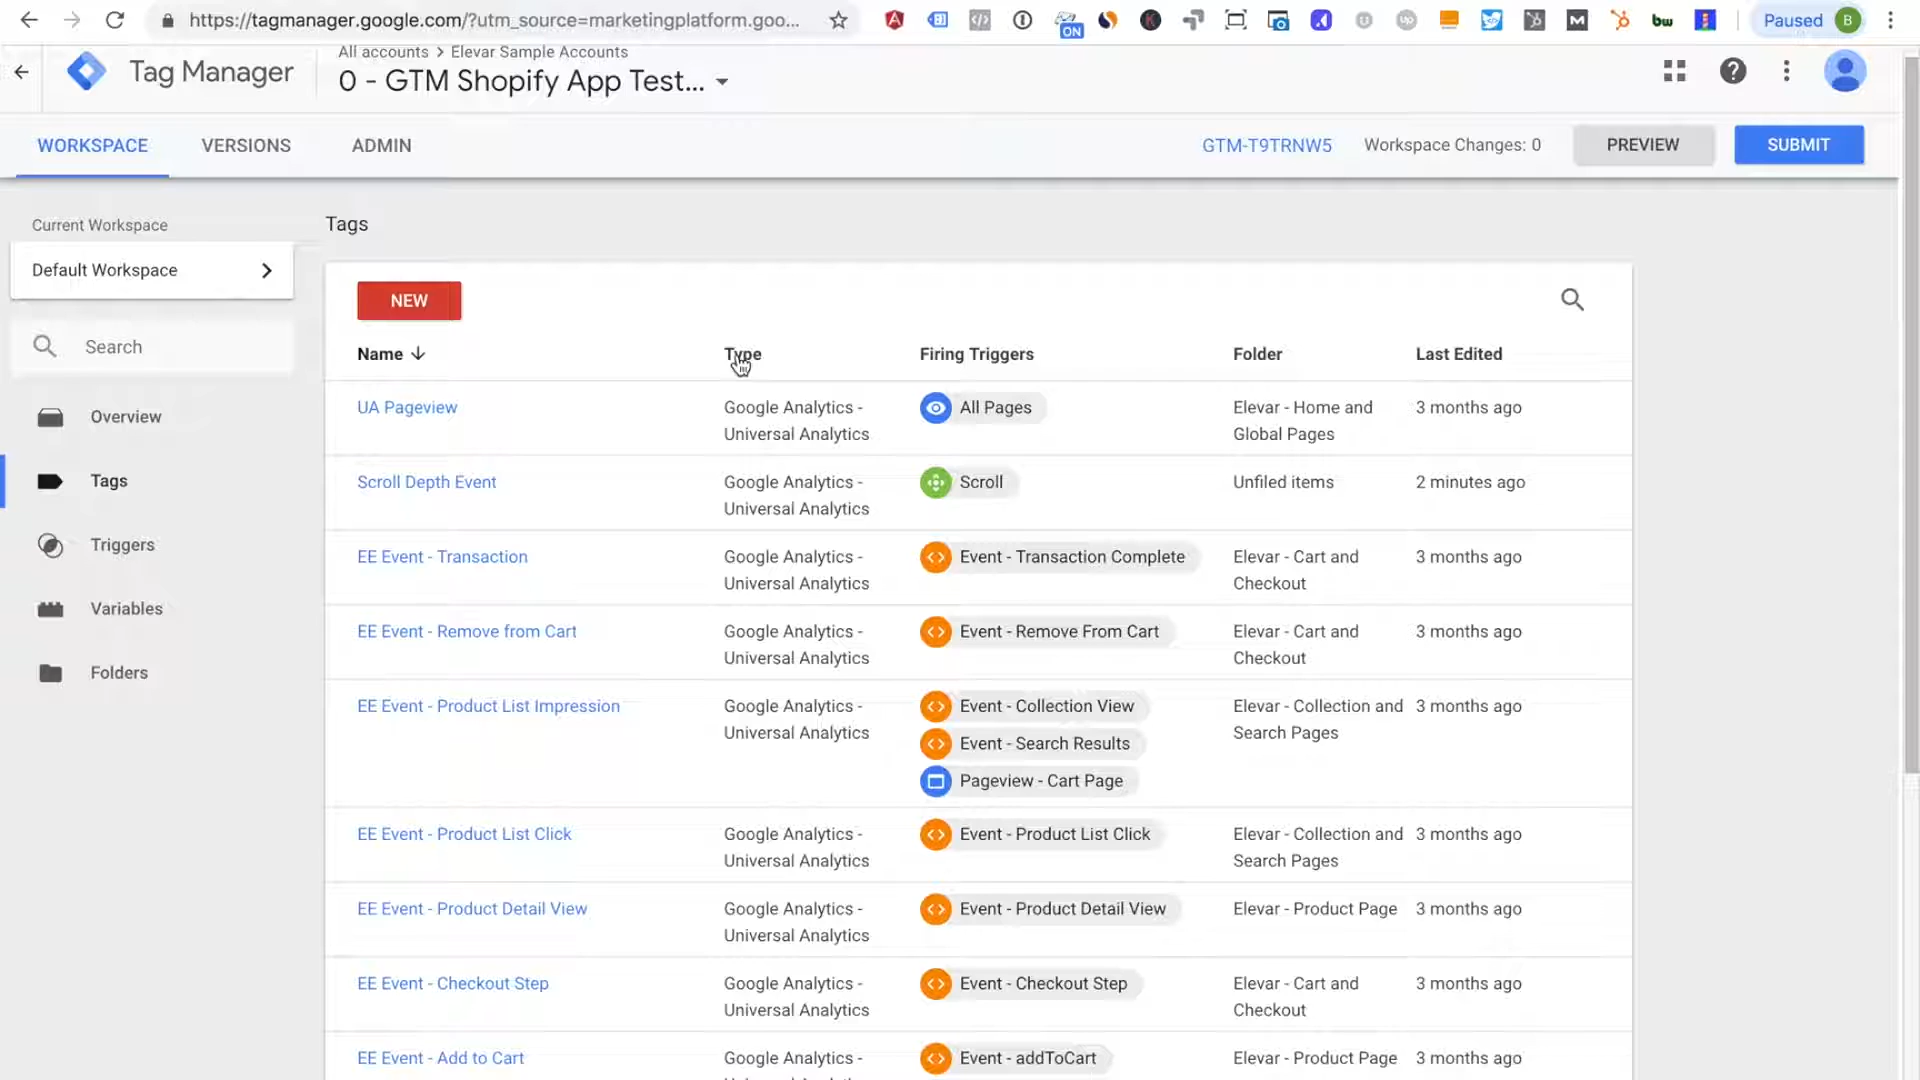 https://tagmanager.google.com/?utm_source=marketingplatform.goo...
ON
bw
Paused
B
All accounts > Elevar Sample Accounts
Tag Manager
0 - GTM Shopify App Test...
WORKSPACE
VERSIONS
ADMIN
GTM-T9TRNW5
Workspace Changes: 0
PREVIEW
SUBMIT
Current Workspace
Default Workspace
Search
Overview
Tags
Triggers
Variables
Folders
Tags
NEW
Name Type Firing Triggers Folder Last Edited
UA Pageview Google Analytics - All Pages Elevar - Home and 3 months ago
Universal Analytics Global Pages
Scroll Depth Event Google Analytics - Scroll Unfiled items 2 minutes ago
Universal Analytics
EE Event - Transaction Google Analytics - Event - Transaction Complete Elevar - Cart and 3 months ago
Universal Analytics Checkout
EE Event - Remove from Cart Google Analytics - Event - Remove From Cart Elevar - Cart and 3 months ago
Universal Analytics Checkout
EE Event - Product List Impression Google Analytics - Event - Collection View Elevar - Collection and 3 months ago
Universal Analytics Event - Search Results Search Pages
Pageview - Cart Page
EE Event - Product List Click Google Analytics - Event - Product List Click Elevar - Collection and 3 months ago
Universal Analytics Search Pages
EE Event - Product Detail View Google Analytics - Event - Product Detail View Elevar - Product Page 3 months ago
Universal Analytics
EE Event - Checkout Step Google Analytics - Event - Checkout Step Elevar - Cart and 3 months ago
Universal Analytics Checkout
EE Event - Add to Cart Google Analytics - Event - addToCart Elevar - Product Page 3 months ago